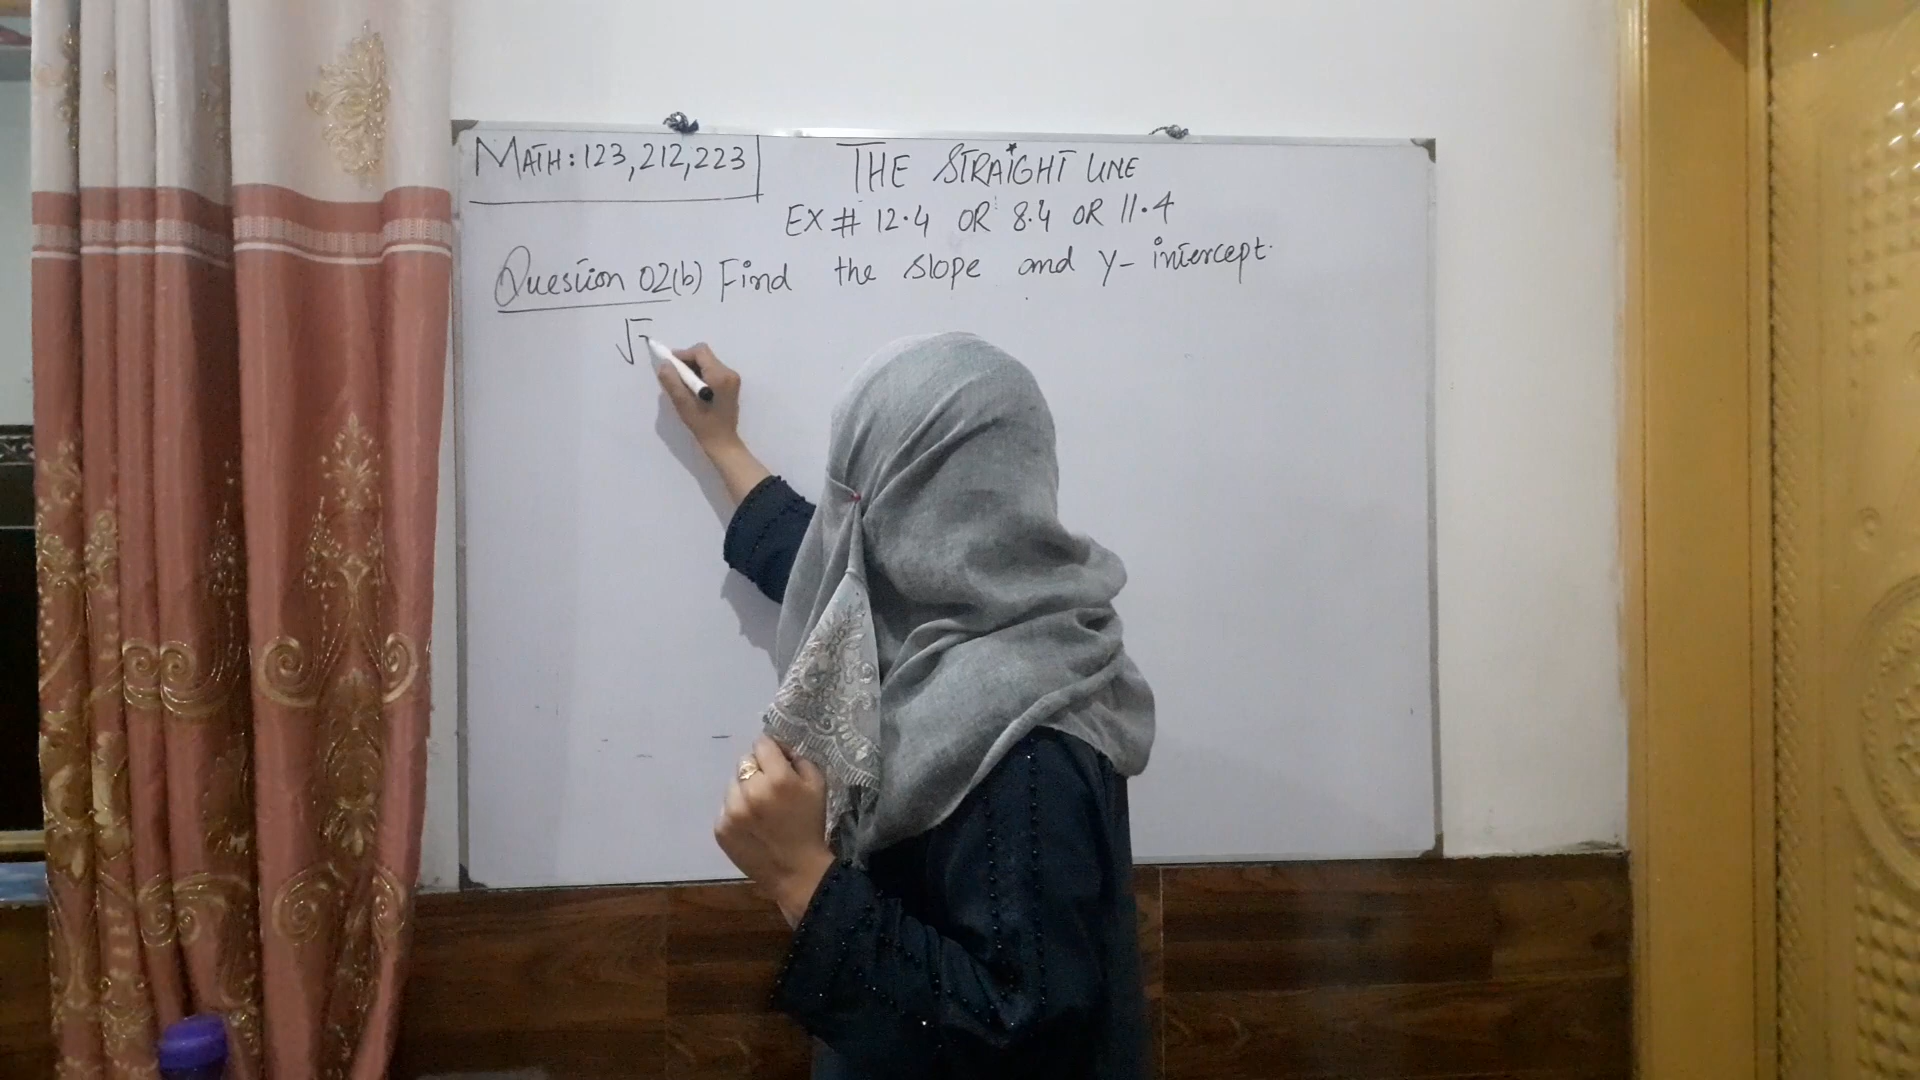 MATH: 123,212,223
THE STRAIGHT LINE
EX # 12.4 OR 8.4 OR 11.4
Question 02(b) Find the slope and y-intercept.
√